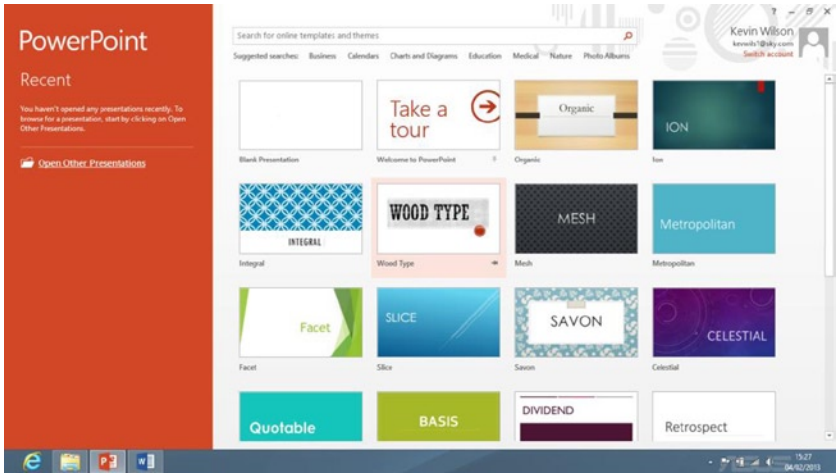 PowerPoint
Recent
You haven't opened any presentations recently. To
browse for a presentation, start by clicking on Open
Other Presentations.
Open Other Presentations
Search for online templates and themes
Suggested searches: Business Calendars Charts and Diagrams Education Medical Nature Photo Albums
?
Kevin Wilson
Switch account
Take a
tour
Organic
ION
Blank Presentation Welcome to PowerPoint Organic Ion
INTEGRAL
WOOD TYPE
MESH
Metropolitan
Integral Wood Type Mesh Metropolitan
Facet
SLICE
SAVON
CELESTIAL
Facet Slice Savon Celestial
Quotable
BASIS
DIVIDEND
Retrospect
15:27
04/02/2013